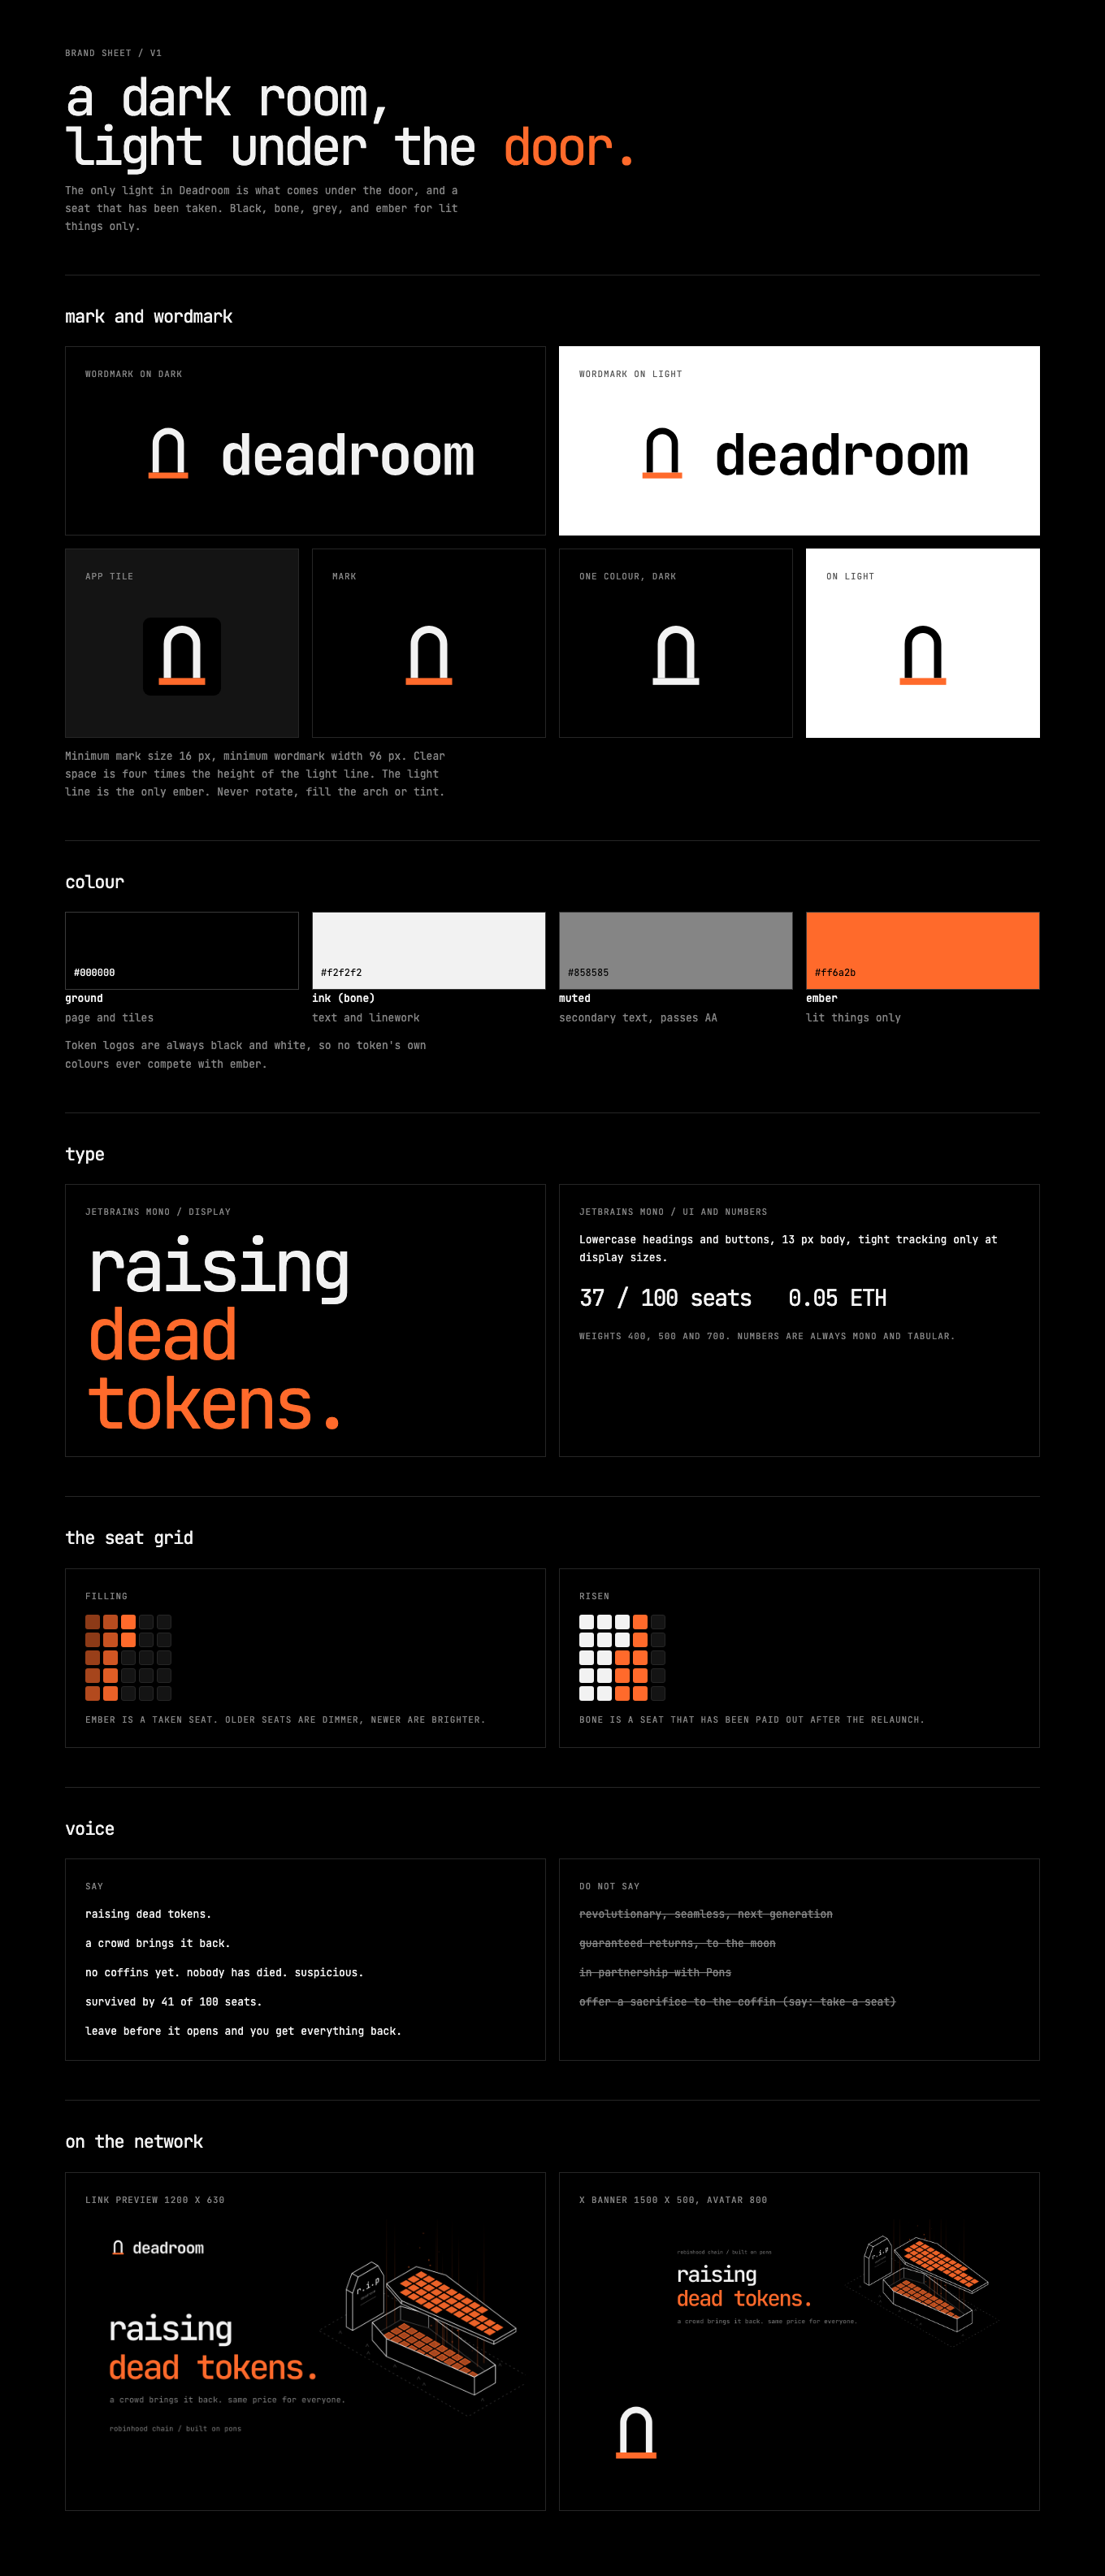 BRAND SHEET / V1
a dark room,
light under the door.
The only light in Deadroom is what comes under the door, and a
seat that has been taken. Black, bone, grey, and ember for lit
things only.
mark and wordmark
WORDMARK ON DARK
deadroom
WORDMARK ON LIGHT
deadroom
APP TILE
MARK
ONE COLOUR, DARK
ON LIGHT
Minimum mark size 16 px, minimum wordmark width 96 px. Clear
space is four times the height of the light line. The light
line is the only ember. Never rotate, fill the arch or tint.
colour
#000000
ground
page and tiles
#f2f2f2
ink (bone)
text and linework
#858585
muted
secondary text, passes AA
#ff6a2b
ember
lit things only
Token logos are always black and white, so no token's own
colours ever compete with ember.
type
JETBRAINS MONO / DISPLAY
raising
dead
tokens.
JETBRAINS MONO / UI AND NUMBERS
Lowercase headings and buttons, 13 px body, tight tracking only at
display sizes.
37 / 100 seats 0.05 ETH
WEIGHTS 400, 500 AND 700. NUMBERS ARE ALWAYS MONO AND TABULAR.
the seat grid
FILLING
EMBER IS A TAKEN SEAT. OLDER SEATS ARE DIMMER, NEWER ARE BRIGHTER.
RISEN
BONE IS A SEAT THAT HAS BEEN PAID OUT AFTER THE RELAUNCH.
voice
SAY
raising dead tokens.
a crowd brings it back.
no coffins yet. nobody has died. suspicious.
survived by 41 of 100 seats.
leave before it opens and you get everything back.
DO NOT SAY
revolutionary, seamless, next generation
guaranteed returns, to the moon
in partnership with Pons
offer a sacrifice to the coffin (say: take a seat)
on the network
LINK PREVIEW 1200 X 630
deadroom
r.i.p
raising
dead tokens.
a crowd brings it back. same price for everyone.
robinhood chain / built on pons
X BANNER 1500 X 500, AVATAR 800
robinhood chain / built on pons
raising
dead tokens.
a crowd brings it back. same price for everyone.
r.i.p